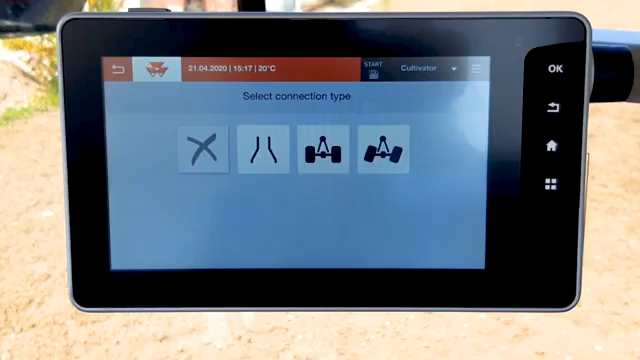 21.04.2020 | 15:17 | 20°C
START
Cultivator
Select connection type
OK